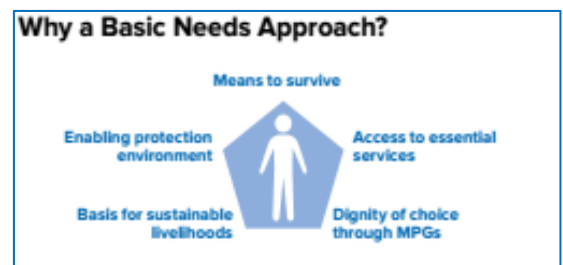 Why a Basic Needs Approach?
Means to survive
Enabling protection
environment
Access to essential
services
Basis for sustainable
livelihoods
Dignity of choice
through MPGs